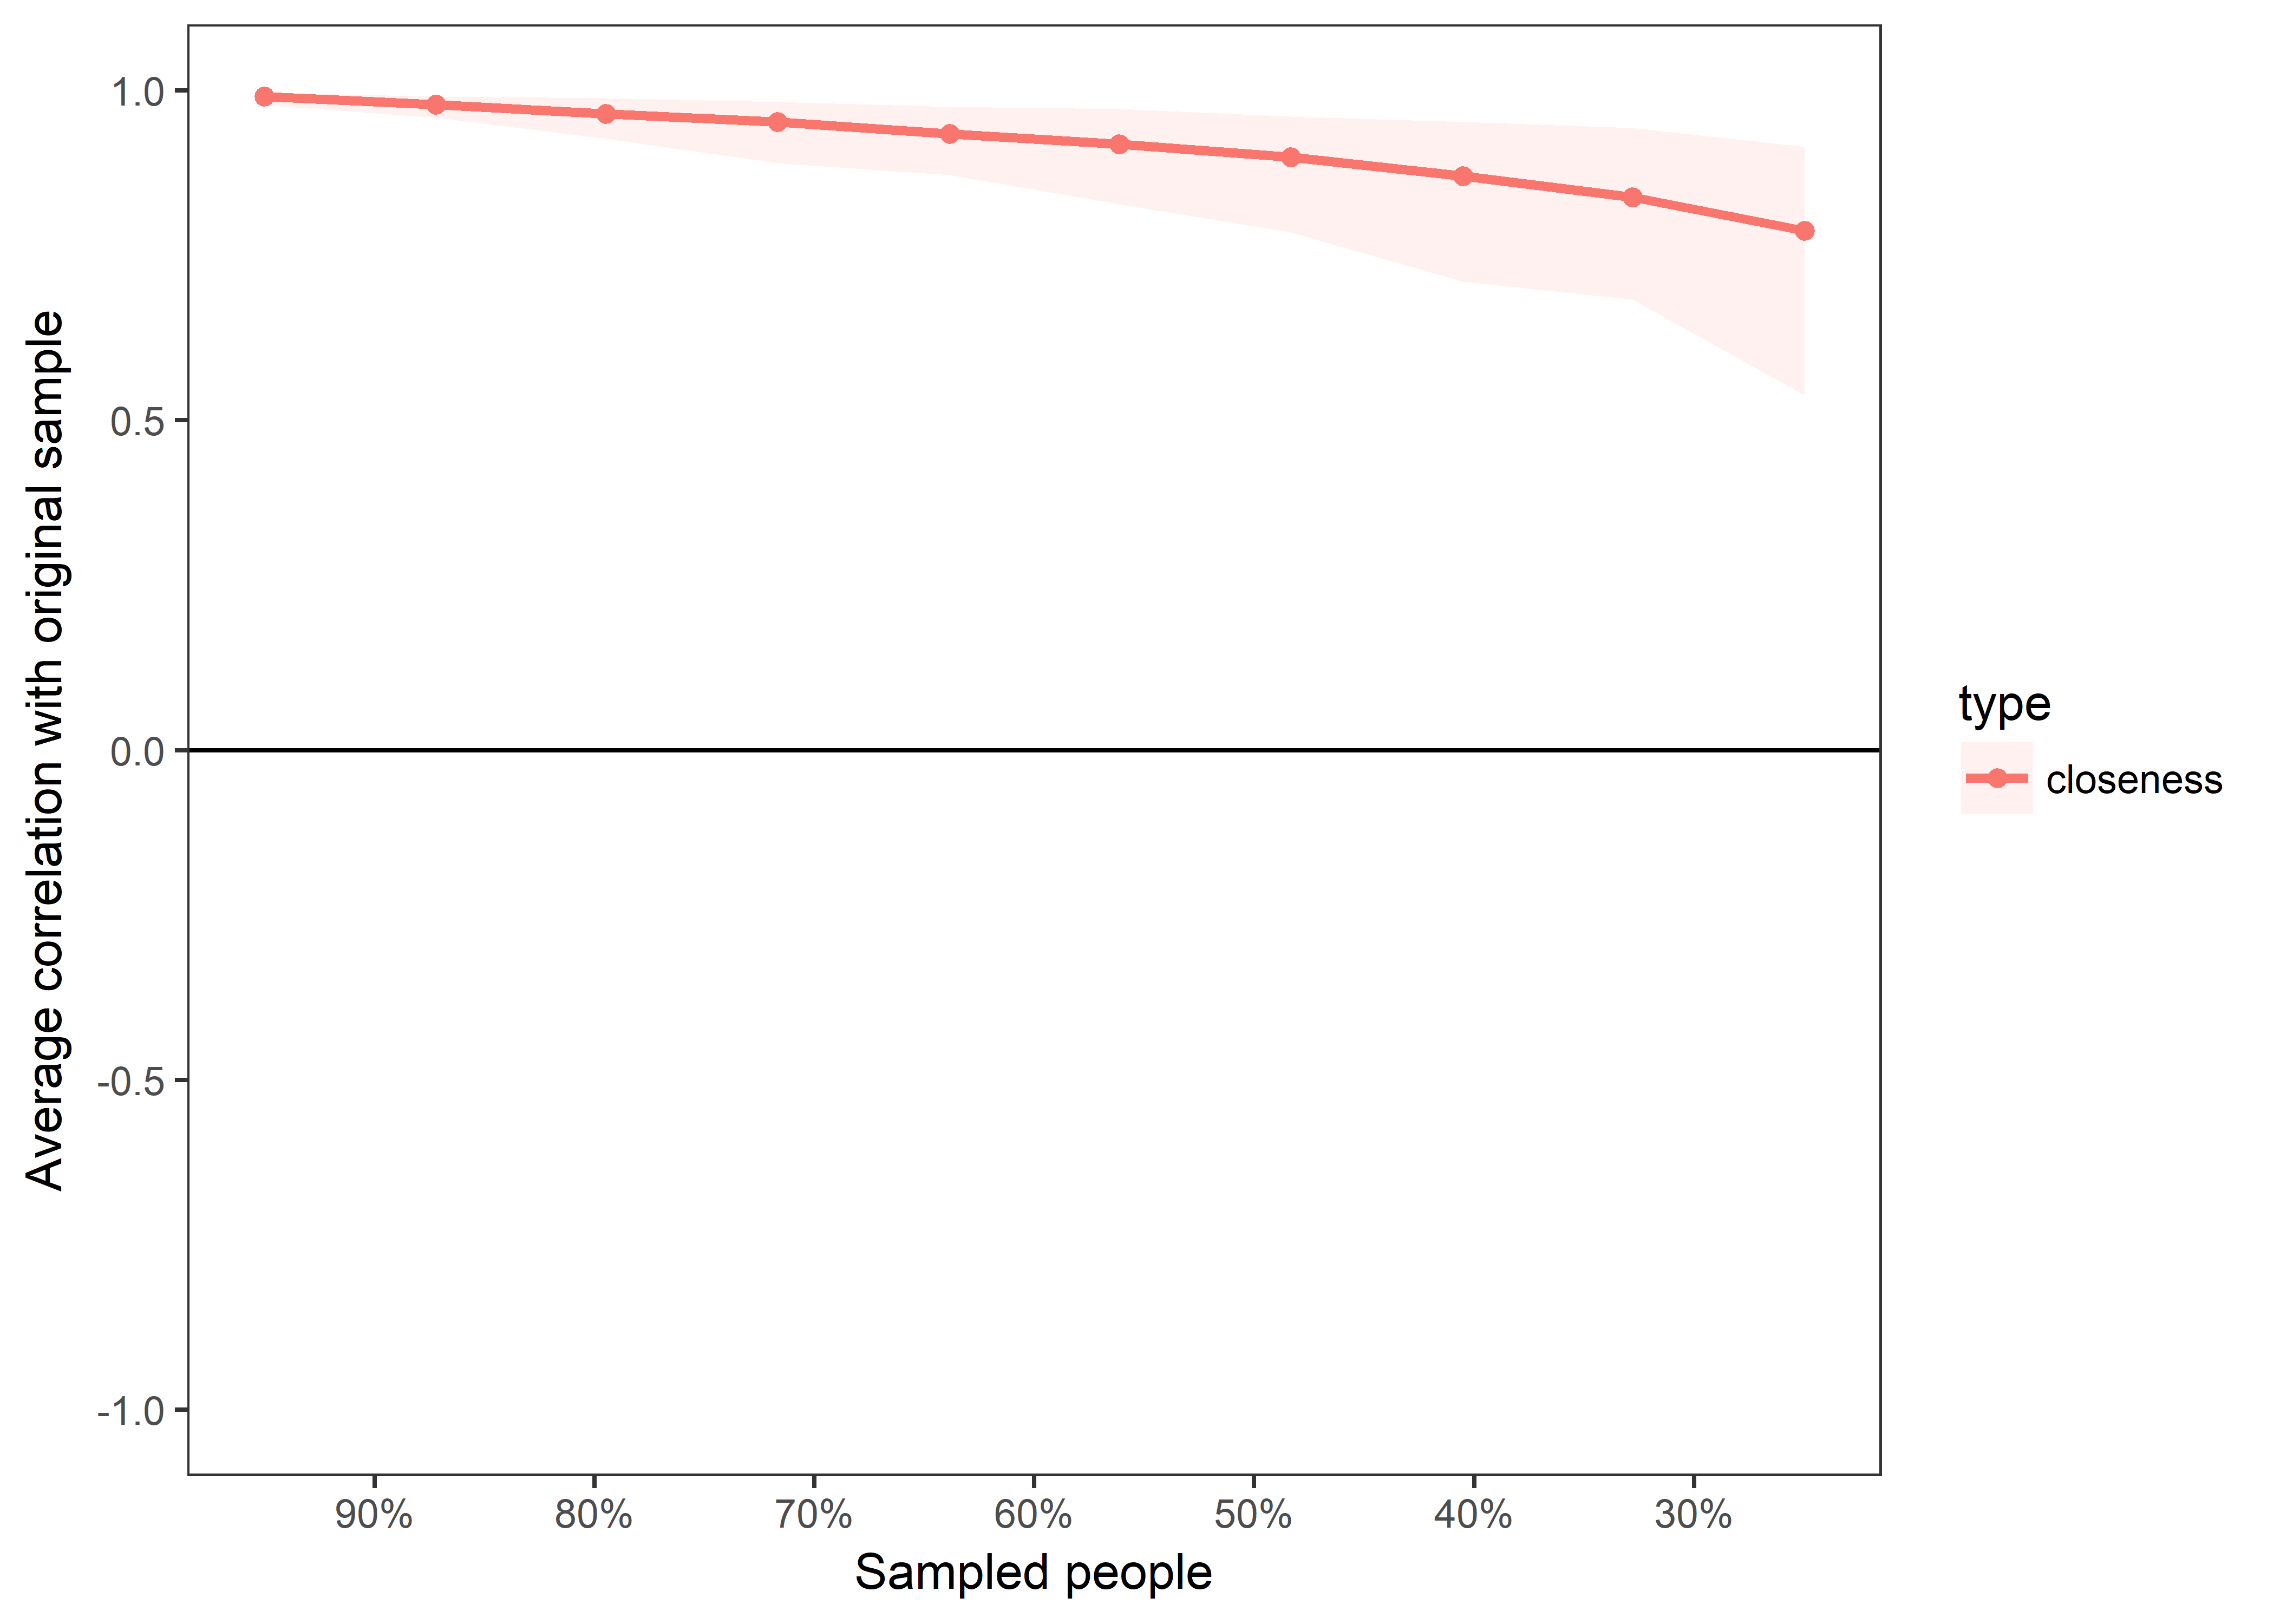 Average correlation with original sample
1.0
0.5
0.0
-0.5
-1.0
90% 80% 70% 60% 50% 40% 30%
Sampled people
type
closeness